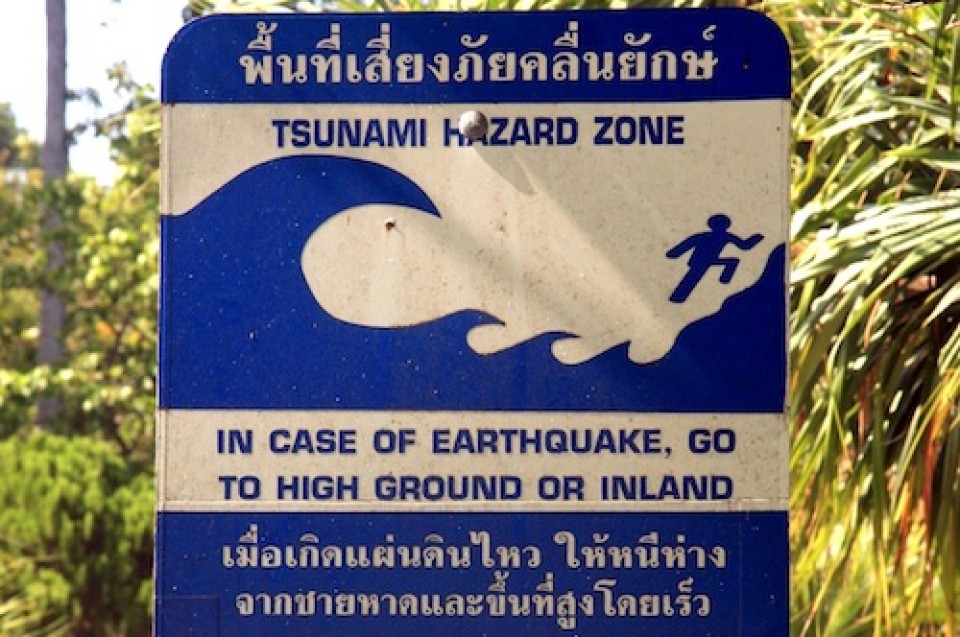 พื้นที่เสี่ยงภัยคลื่นยักษ์
TSUNAMI HAZARD ZONE
IN CASE OF EARTHQUAKE, GO
TO HIGH GROUND OR INLAND
เมื่อเกิดแผ่นดินไหว ให้หนีห่าง
จากชายหาดและขึ้นที่สูงโดยเร็ว